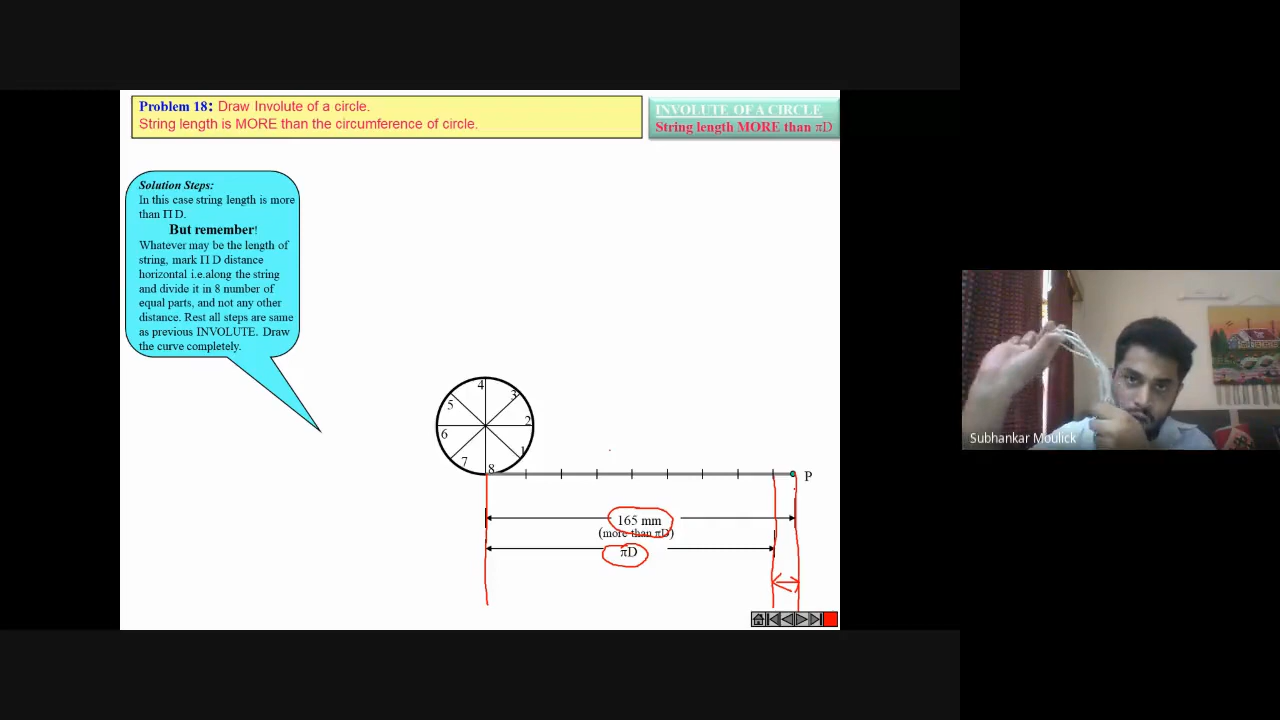 Problem 18: Draw Involute of a circle.
String length is MORE than the circumference of circle.
INVOLUTE OF A CIRCLE
String length MORE than πD
Solution Steps:
In this case string length is more
than Π D.
But remember!
Whatever may be the length of
string, mark Π D distance
horizontal i.e.along the string
and divide it in 8 number of
equal parts, and not any other
distance. Rest all steps are same
as previous INVOLUTE. Draw
the curve completely.
4
3
5
2
6
1
7
8
P
165 mm
(more than πD)
πD
Subhankar Moulick